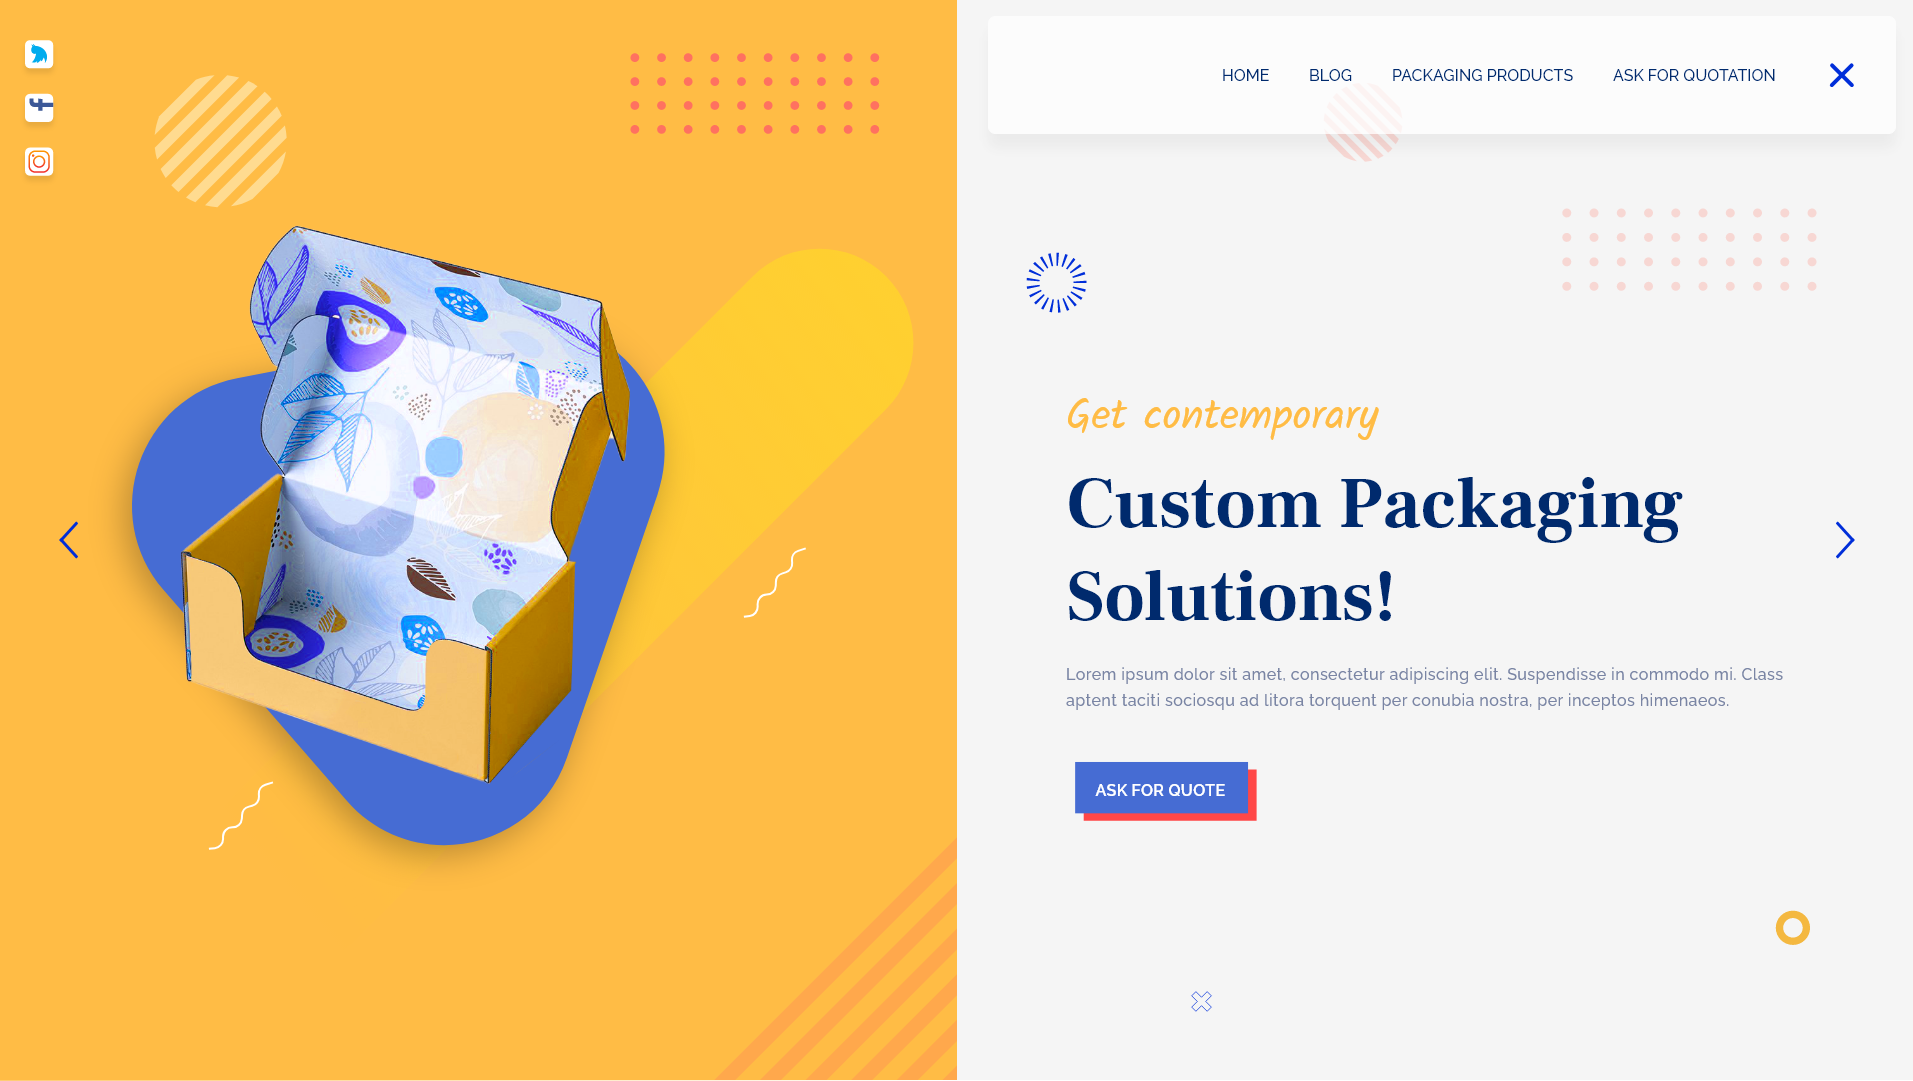 HOME BLOG PACKAGING PRODUCTS ASK FOR QUOTATION
Get contemporary
Custom Packaging
Solutions!
Lorem ipsum dolor sit amet, consectetur adipiscing elit. Suspendisse in commodo mi. Class
aptent taciti sociosqu ad litora torquent per conubia nostra, per inceptos himenaeos.
ASK FOR QUOTE